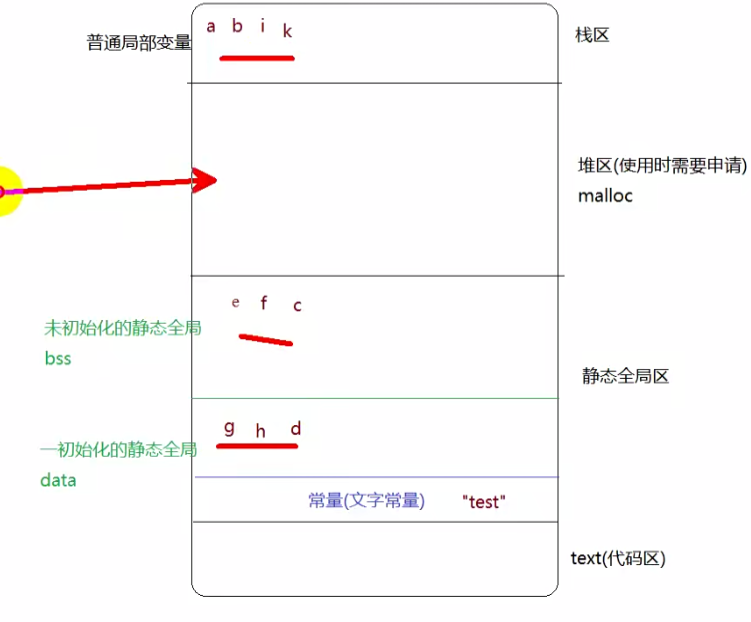 普通局部变量
a b i k
栈区
堆区(使用时需要申请)
malloc
e f c
未初始化的静态全局
bss
静态全局区
g h d
一初始化的静态全局
data
常量(文字常量) "test"
text(代码区)